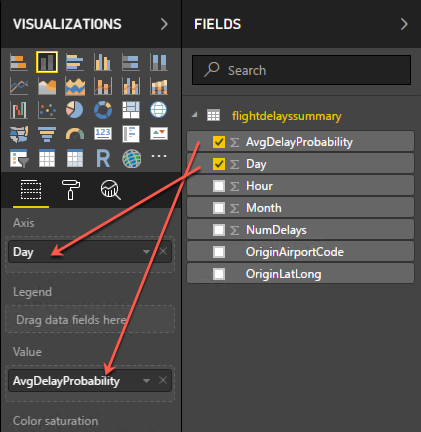 VISUALIZATIONS
123
R
Axis
Day
Legend
Drag data fields here
Value
AvgDelayProbability
Color saturation
FIELDS
Search
flightdelayssummary
Σ AvgDelayProbability
Σ Day
Σ Hour
Σ Month
Σ NumDelays
OriginAirportCode
OriginLatLong